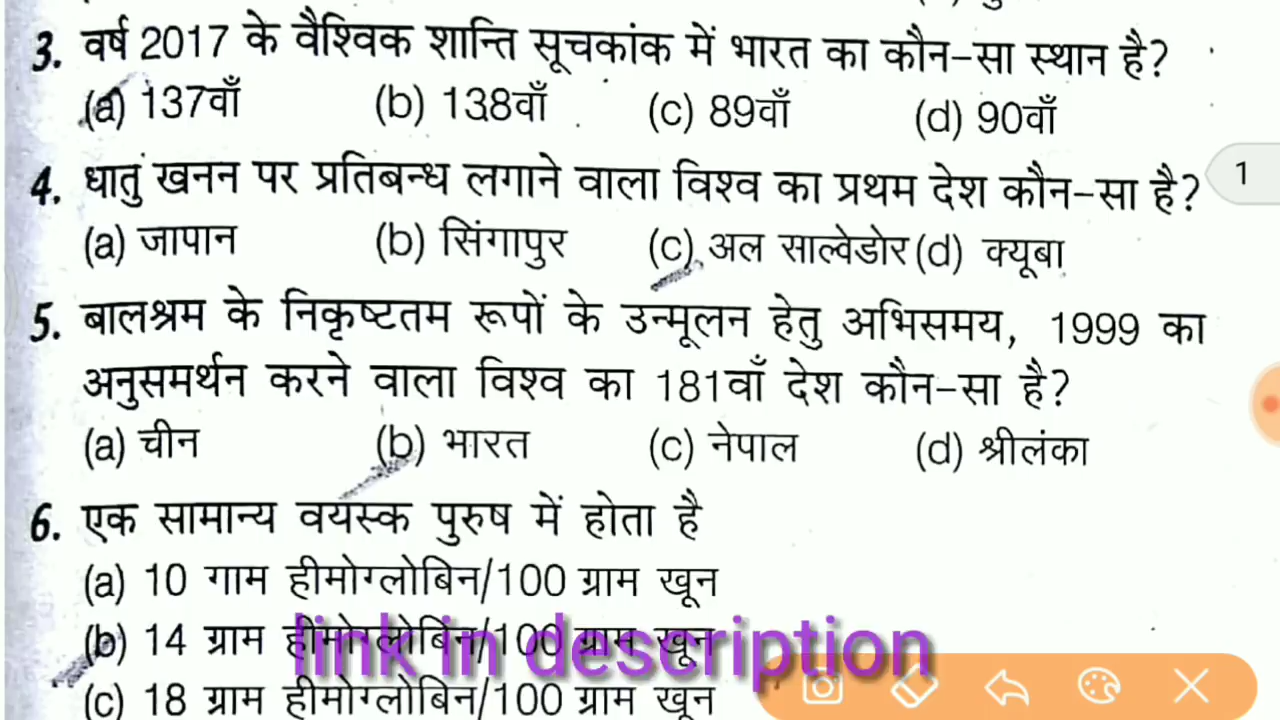 3. वर्ष 2017 के वैश्विक शान्ति सूचकांक में भारत का कौन-सा स्थान है?
(a) 137वाँ (b) 138वाँ (c) 89वाँ (d) 90वाँ
1
4. धातु खनन पर प्रतिबन्ध लगाने वाला विश्व का प्रथम देश कौन-सा है?
(a) जापान (b) सिंगापुर (c) अल साल्वेडोर (d) क्यूबा
5. बालश्रम के निकृष्टतम रूपों के उन्मूलन हेतु अभिसमय, 1999 का
अनुसमर्थन करने वाला विश्व का 181वाँ देश कौन-सा है?
(a) चीन (b) भारत (c) नेपाल (d) श्रीलंका
6. एक सामान्य वयस्क पुरुष में होता है
(a) 10 गाम हीमोग्लोबिन/100 ग्राम खून
(b) 14 ग्राम हीमोग्लोबिन/100 ग्राम खून
link in description
(c) 18 ग्राम हीमोग्लोबिन/100 ग्राम खून